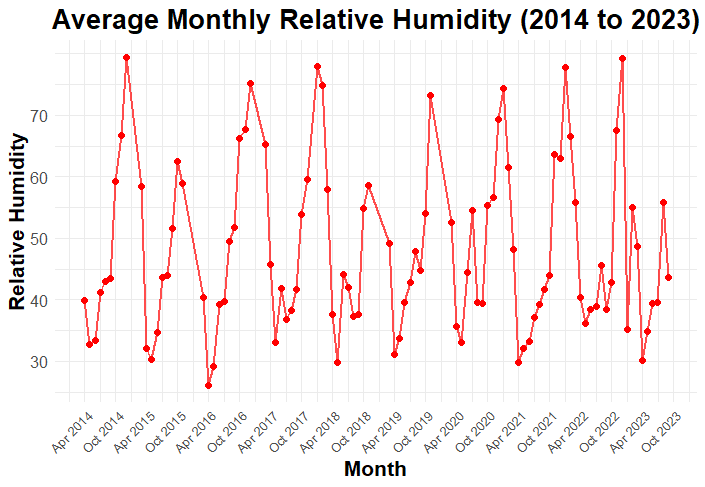 Average Monthly Relative Humidity (2014 to 2023)
Relative Humidity
70
60
50
40
30
Apr 2014
Oct 2014
Apr 2015
Oct 2015
Apr 2016
Oct 2016
Apr 2017
Oct 2017
Apr 2018
Oct 2018
Apr 2019
Oct 2019
Apr 2020
Oct 2020
Apr 2021
Oct 2021
Apr 2022
Oct 2022
Apr 2023
Oct 2023
Month